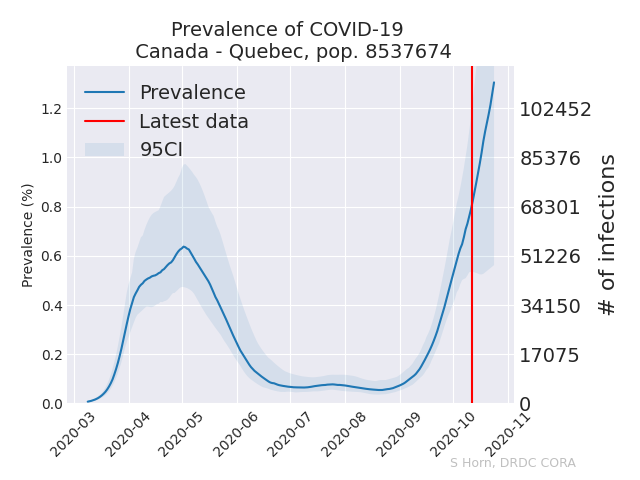 Prevalence of COVID-19
Canada - Quebec, pop. 8537674
Prevalence
Latest data
95CI
Prevalence (%)
1.2
1.0
0.8
0.6
0.4
0.2
0.0
102452
85376
68301
51226
34150
17075
0
# of infections
2020-03
2020-04
2020-05
2020-06
2020-07
2020-08
2020-09
2020-10
2020-11
S Horn, DRDC CORA